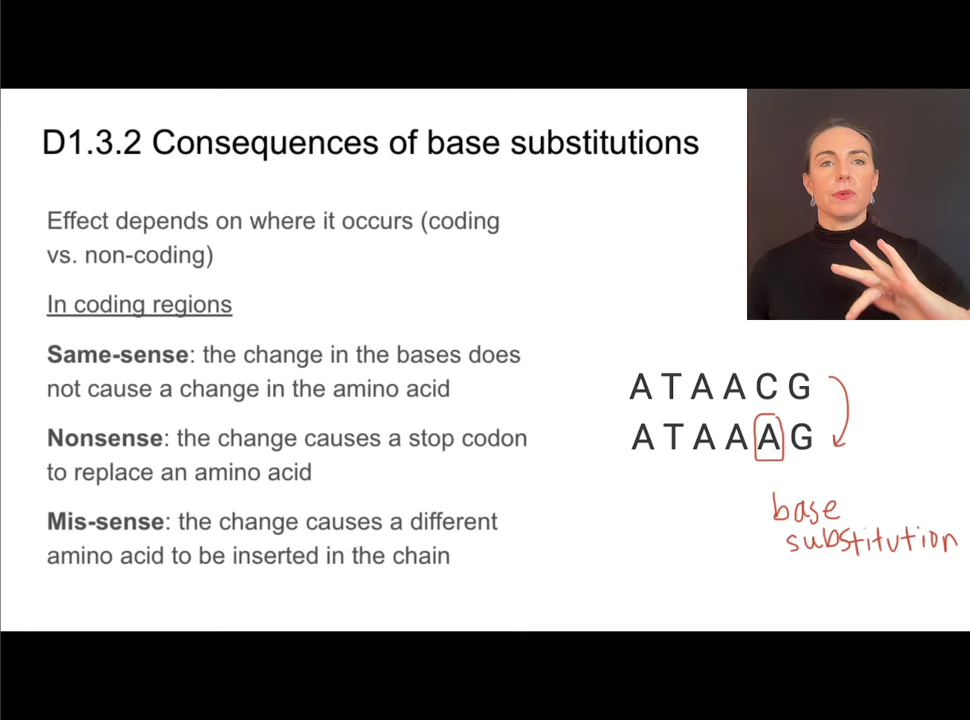 D1.3.2 Consequences of base substitutions
Effect depends on where it occurs (coding
vs. non-coding)
In coding regions
Same-sense: the change in the bases does
not cause a change in the amino acid
Nonsense: the change causes a stop codon
to replace an amino acid
Mis-sense: the change causes a different
amino acid to be inserted in the chain
ATAACG
ATAAAG
base
substitution